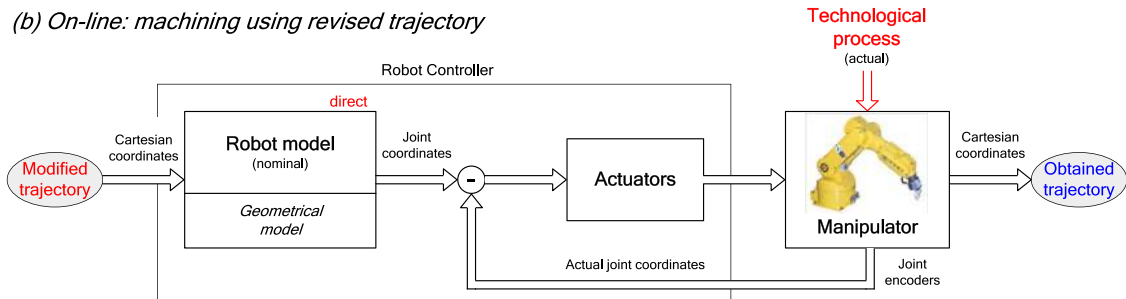 (b) On-line: machining using revised trajectory
Technological
process
(actual)
Robot Controller
direct
Cartesian
coordinates
Robot model
(nominal)
Joint
coordinates
Cartesian
coordinates
Modified
trajectory
-
Actuators
Obtained
trajectory
Geometrical
model
Manipulator
Actual joint coordinates
Joint
encoders